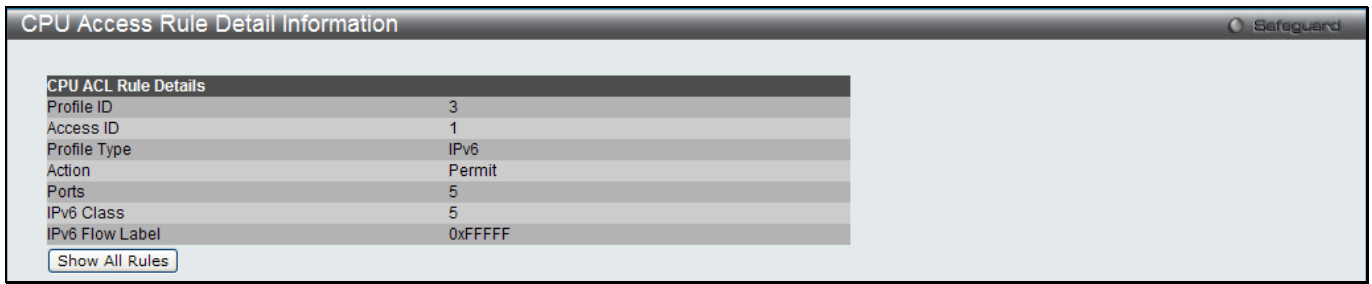 CPU Access Rule Detail Information
Safeguard
CPU ACL Rule Details
Profile ID 3
Access ID 1
Profile Type IPv6
Action Permit
Ports 5
IPv6 Class 5
IPv6 Flow Label 0xFFFFF
Show All Rules